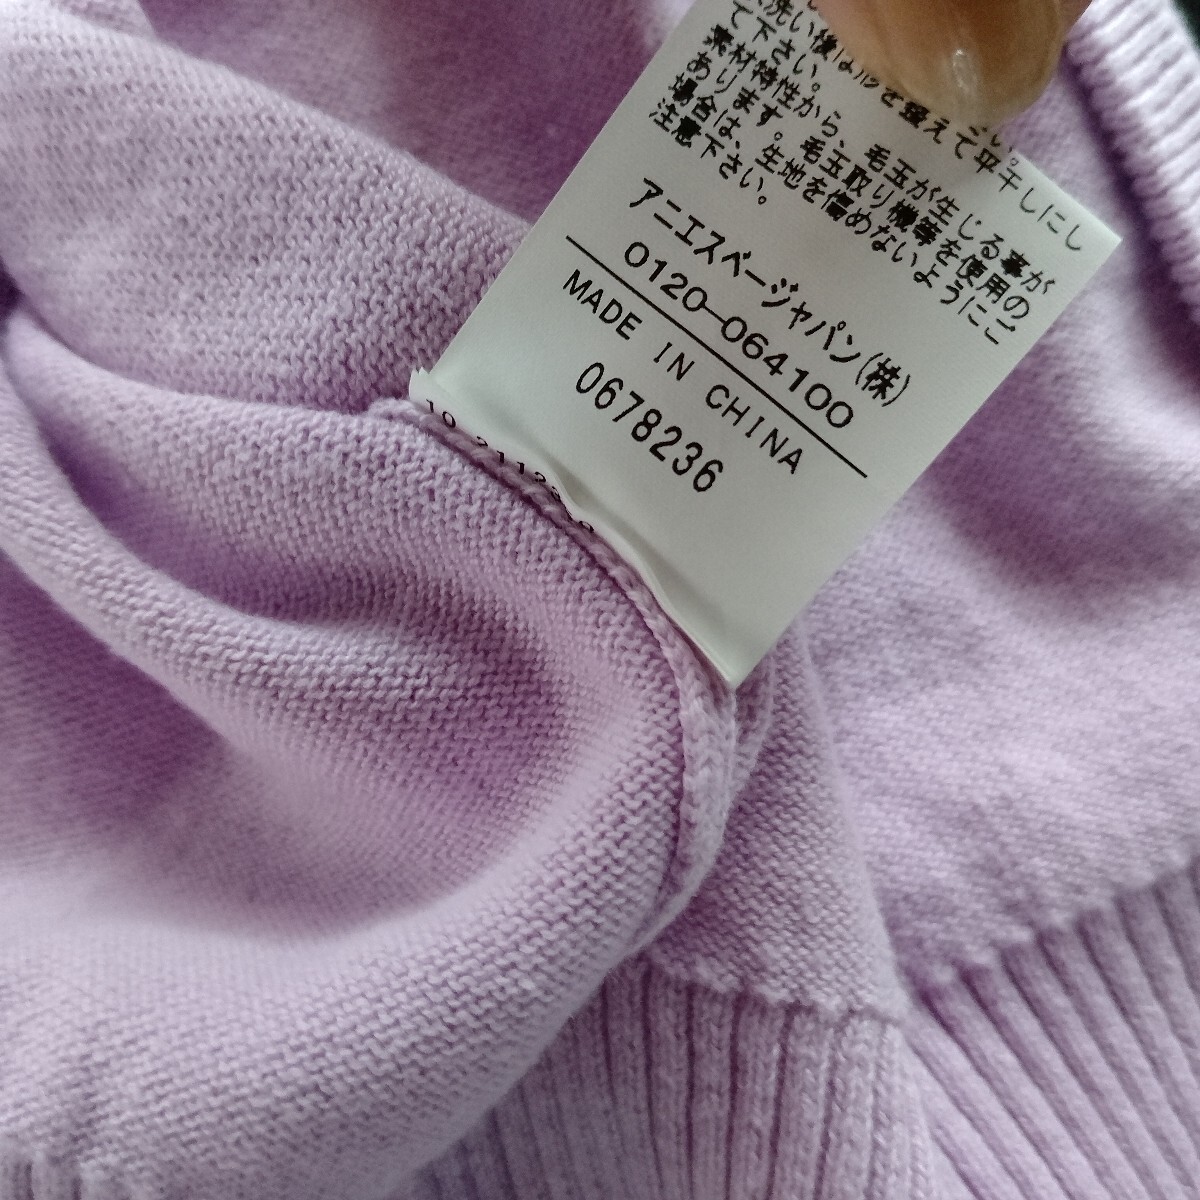 洗い後は形を整えて平干しにし
て下さい。
素材特性から、毛玉が生じる事が
あります。毛玉取り機等を使用の
場合は、生地を傷めないようにご
注意下さい。
アニエスベージャパン(株)
0120-064100
MADE IN CHINA
0678236